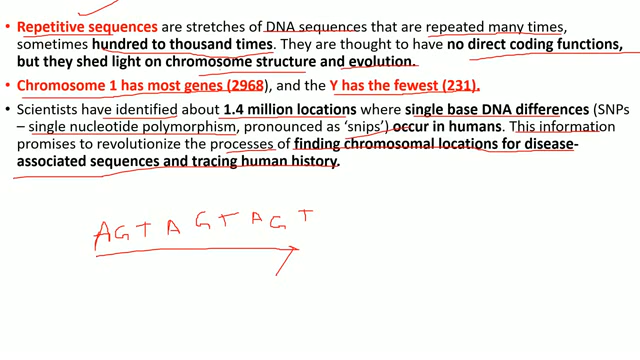 • Repetitive sequences are stretches of DNA sequences that are repeated many times,
sometimes hundred to thousand times. They are thought to have no direct coding functions,
but they shed light on chromosome structure and evolution.
• Chromosome 1 has most genes (2968), and the Y has the fewest (231).
• Scientists have identified about 1.4 million locations where single base DNA differences (SNPs
– single nucleotide polymorphism, pronounced as ‘snips’) occur in humans. This information
promises to revolutionize the processes of finding chromosomal locations for disease-
associated sequences and tracing human history.
AGT AGT AGT